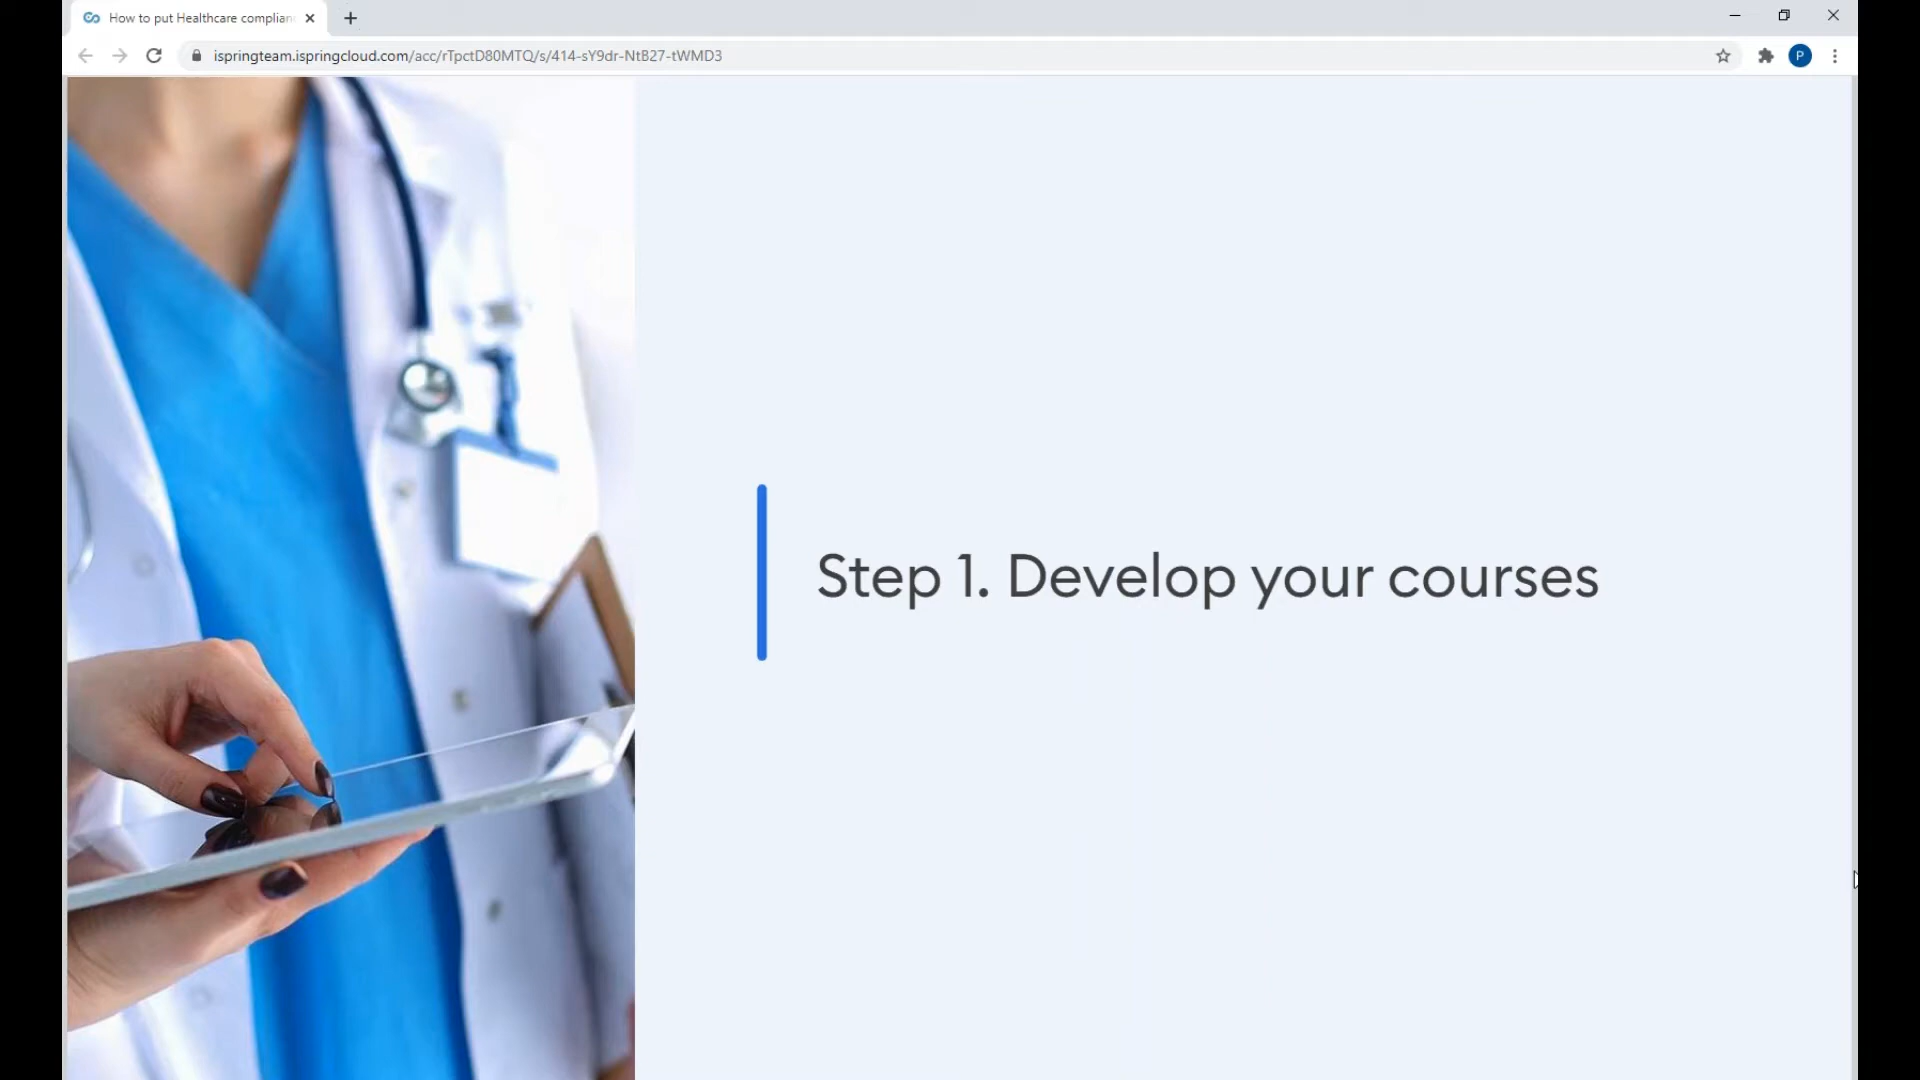 How to put Healthcare complian
ispringteam.ispringcloud.com/acc/rTpctD80MTQ/s/414-sY9dr-NtB27-tWMD3
P
Step 1. Develop your courses